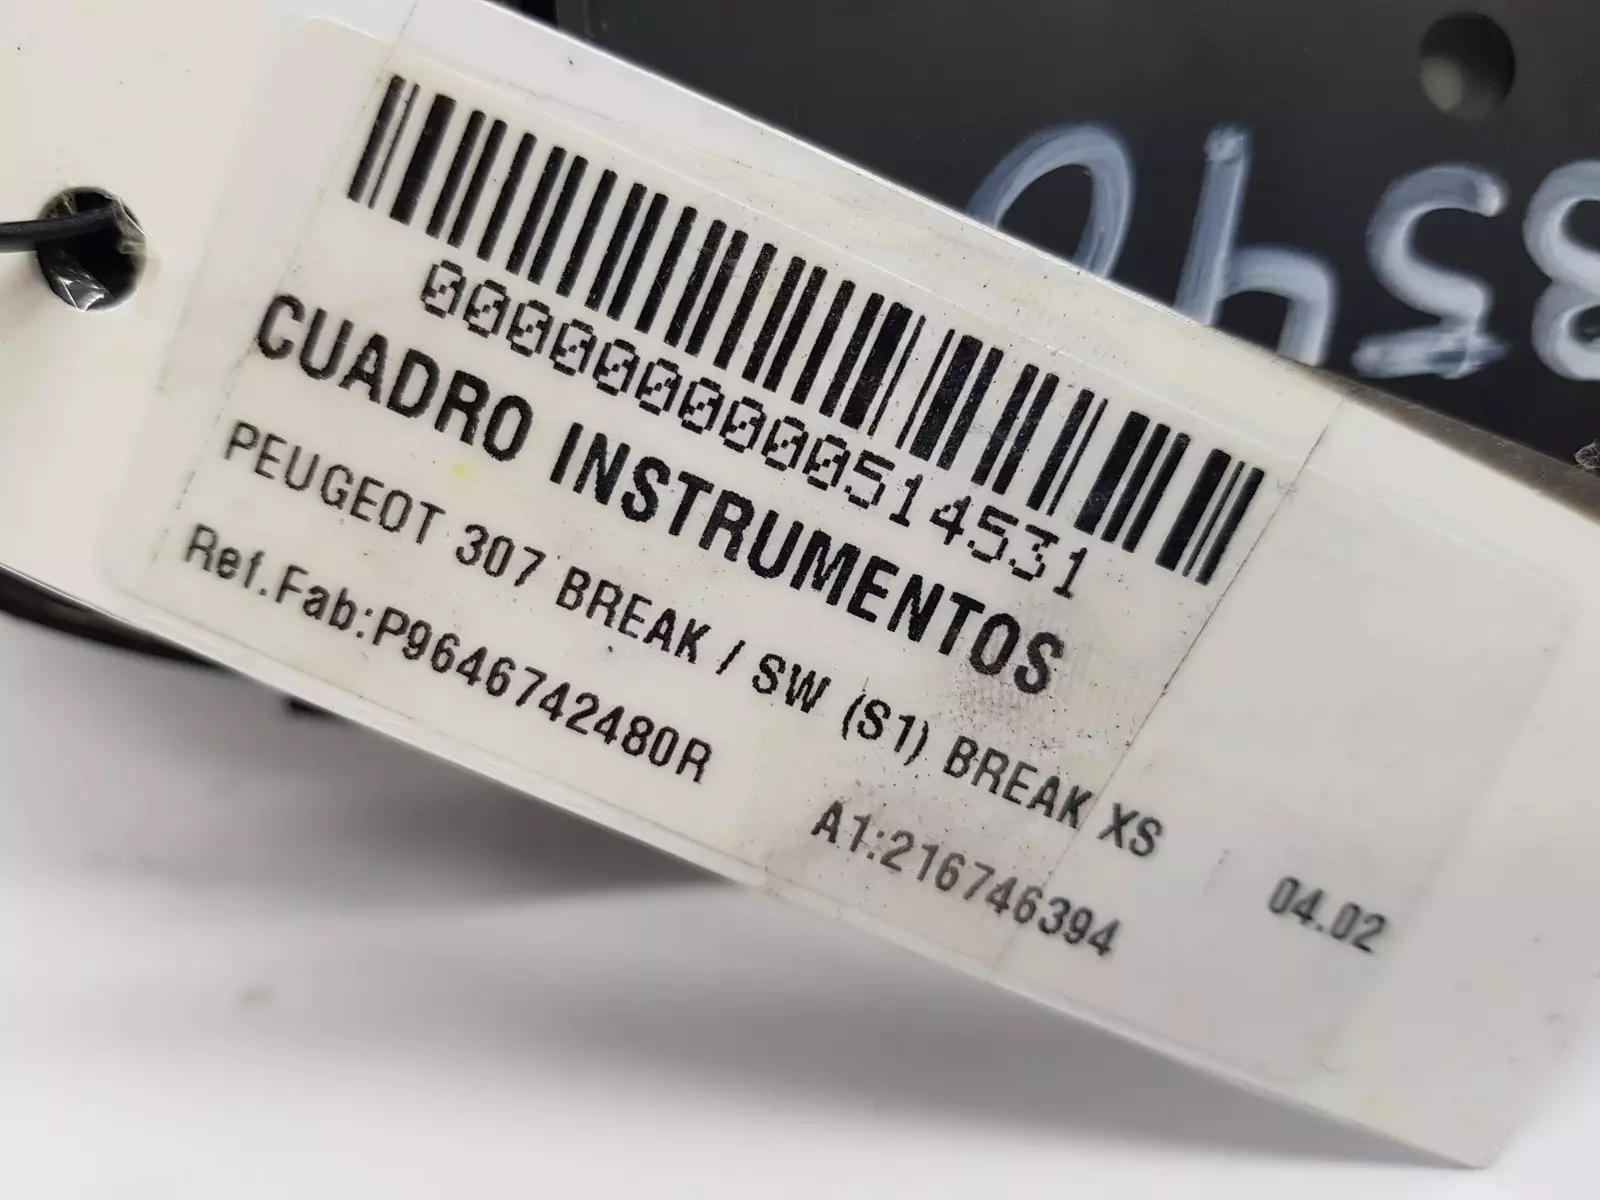 0000000000514531
CUADRO INSTRUMENTOS
PEUGEOT 307 BREAK / SW (S1) BREAK XS 04.02
Ref.Fab:P9646742480R A1:216746394